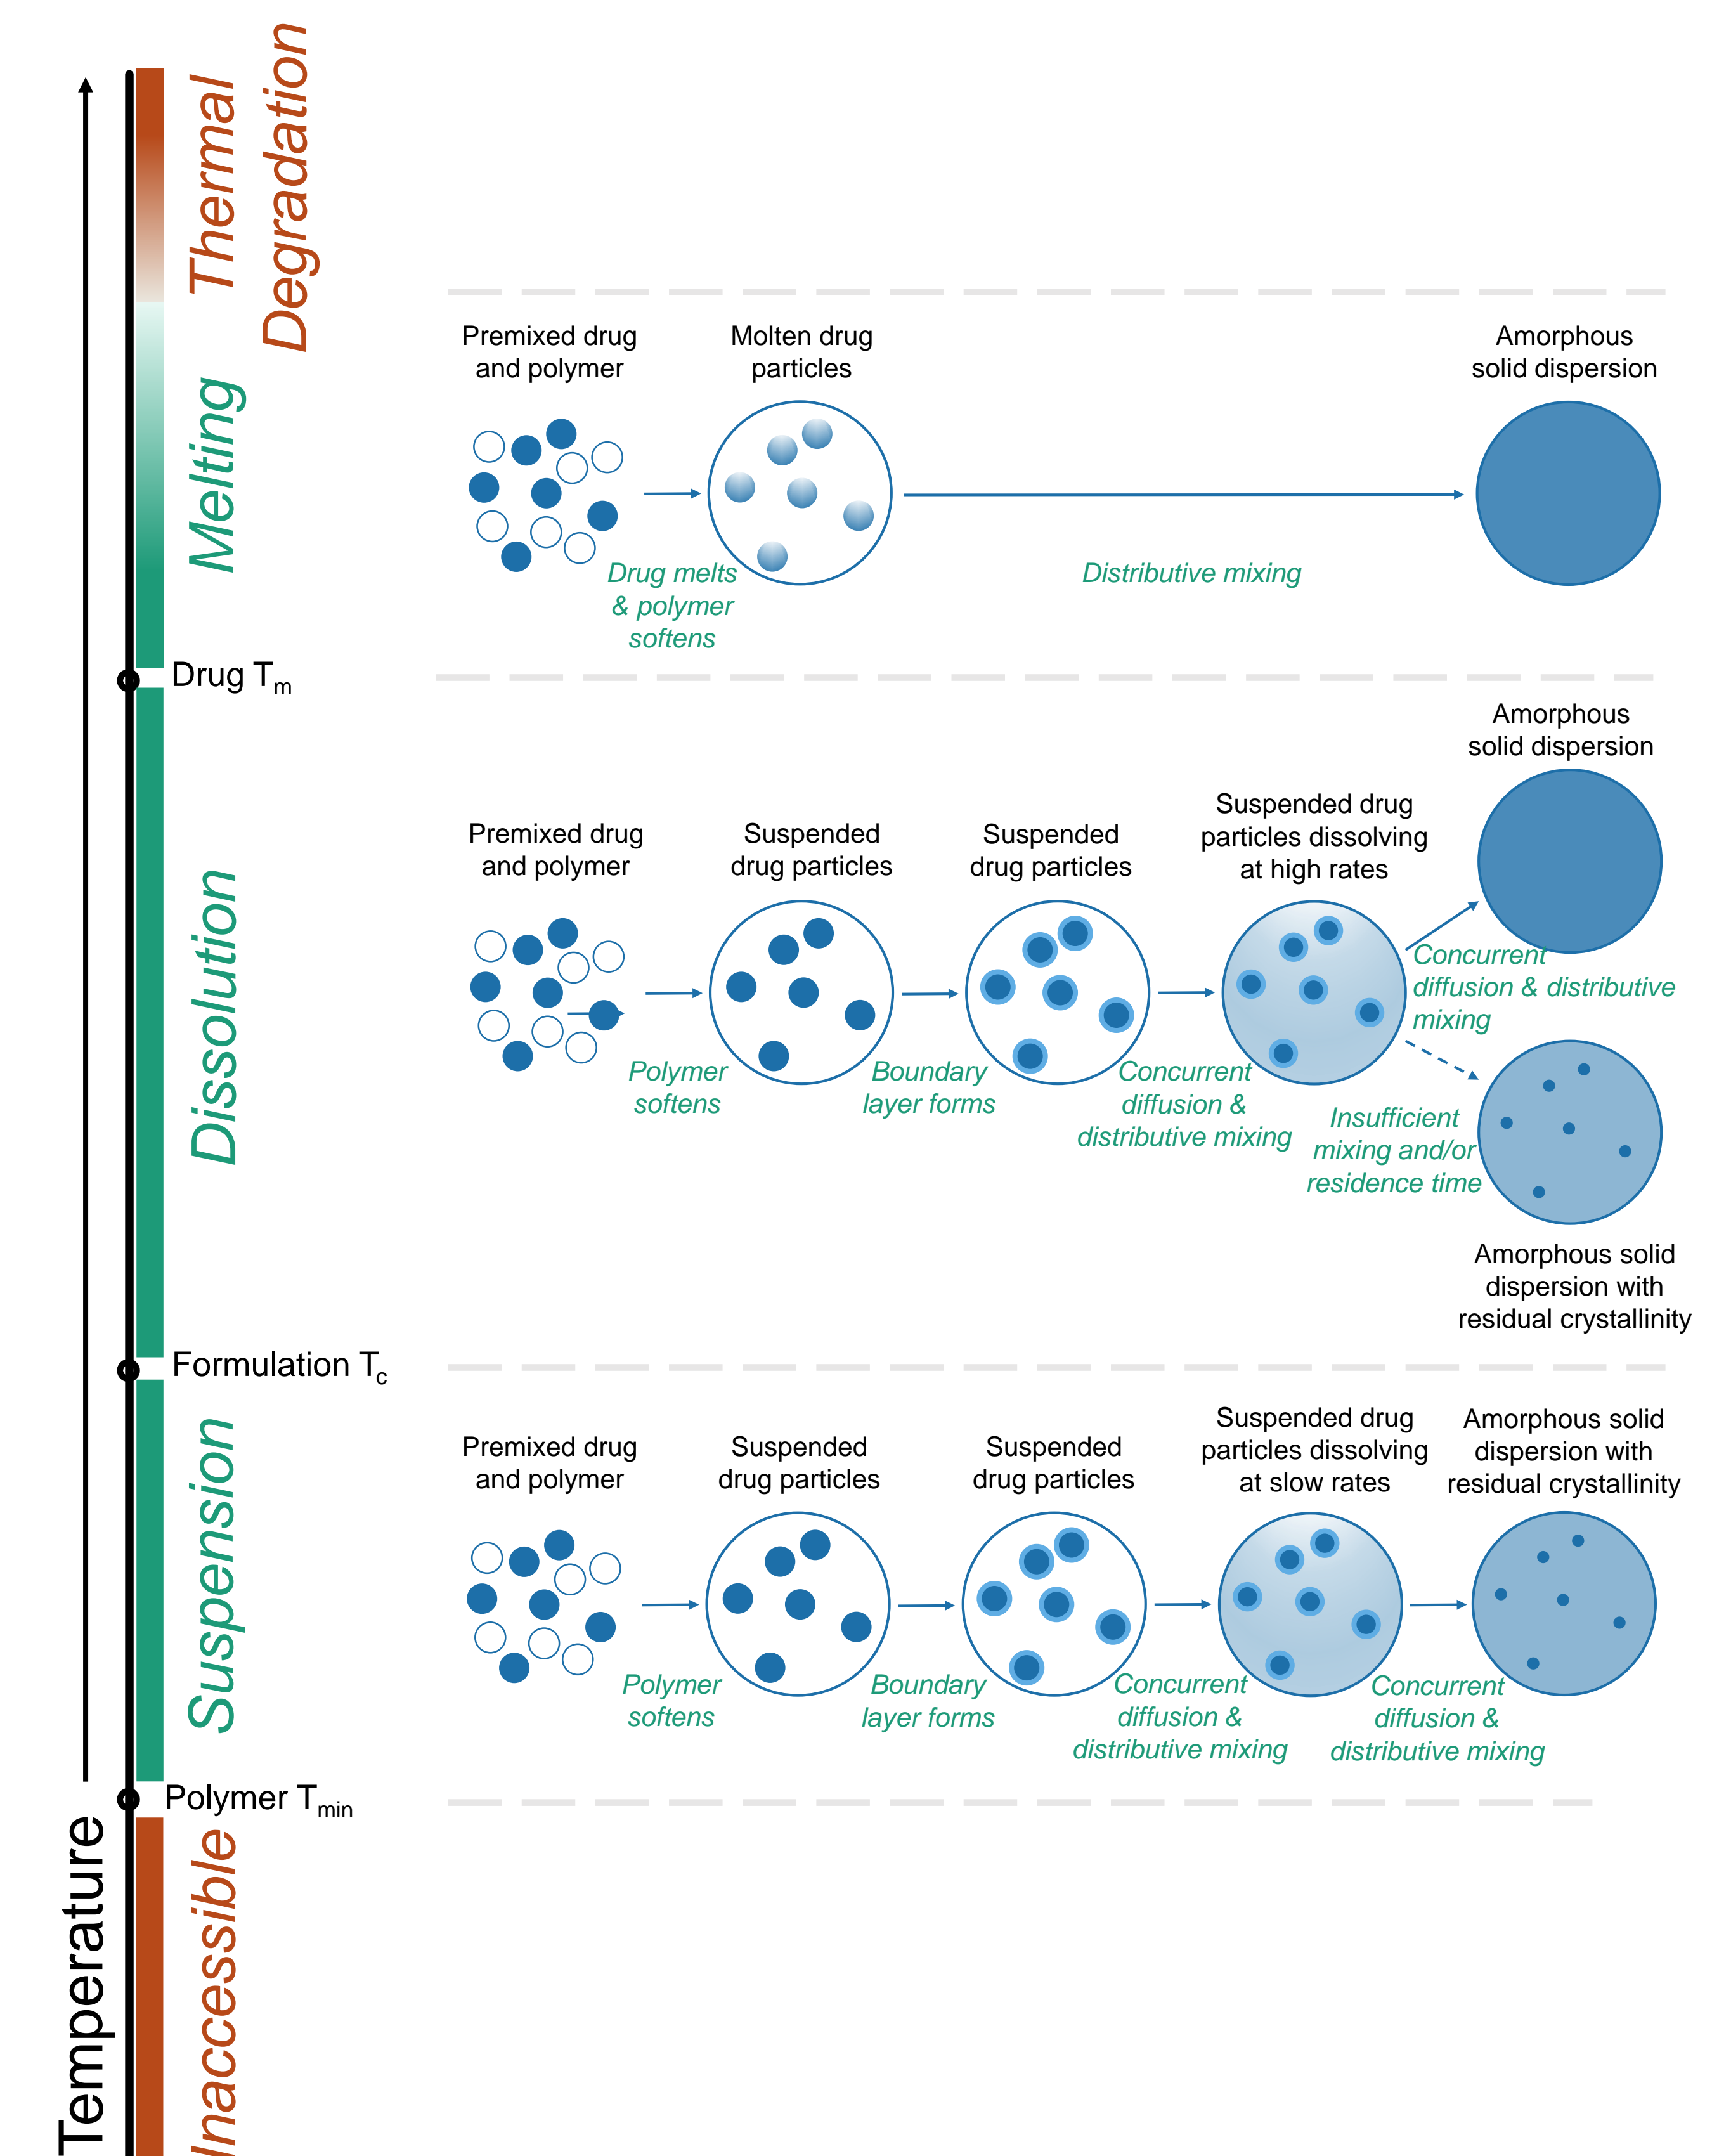 Thermal
Degradation
Premixed drug
and polymer
Molten drug
particles
Amorphous
solid dispersion
Melting
Drug melts
& polymer
softens
Distributive mixing
Drug Tm
Amorphous
solid dispersion
Premixed drug
and polymer
Suspended
drug particles
Suspended
drug particles
Suspended drug
particles dissolving
at high rates
Dissolution
Polymer
softens
Boundary
layer forms
Concurrent
diffusion &
distributive mixing
Concurrent
diffusion & distributive
mixing
Insufficient
mixing and/or
residence time
Amorphous solid
dispersion with
residual crystallinity
Formulation Tc
Premixed drug
and polymer
Suspended
drug particles
Suspended
drug particles
Suspended drug
particles dissolving
at slow rates
Amorphous solid
dispersion with
residual crystallinity
Suspension
Polymer
softens
Boundary
layer forms
Concurrent
diffusion &
distributive mixing
Concurrent
diffusion &
distributive mixing
Polymer Tmin
Temperature
Inaccessible